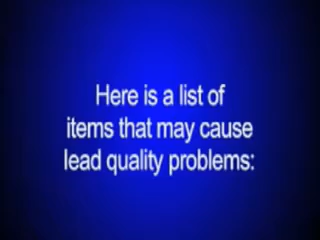 Here is a list of
items that may cause
lead quality problems: